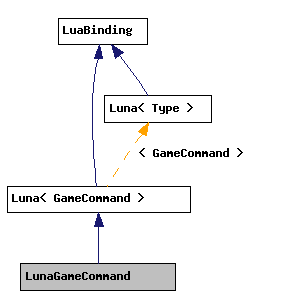 LuaBinding
Luna< Type >
< GameCommand >
Luna< GameCommand >
LunaGameCommand